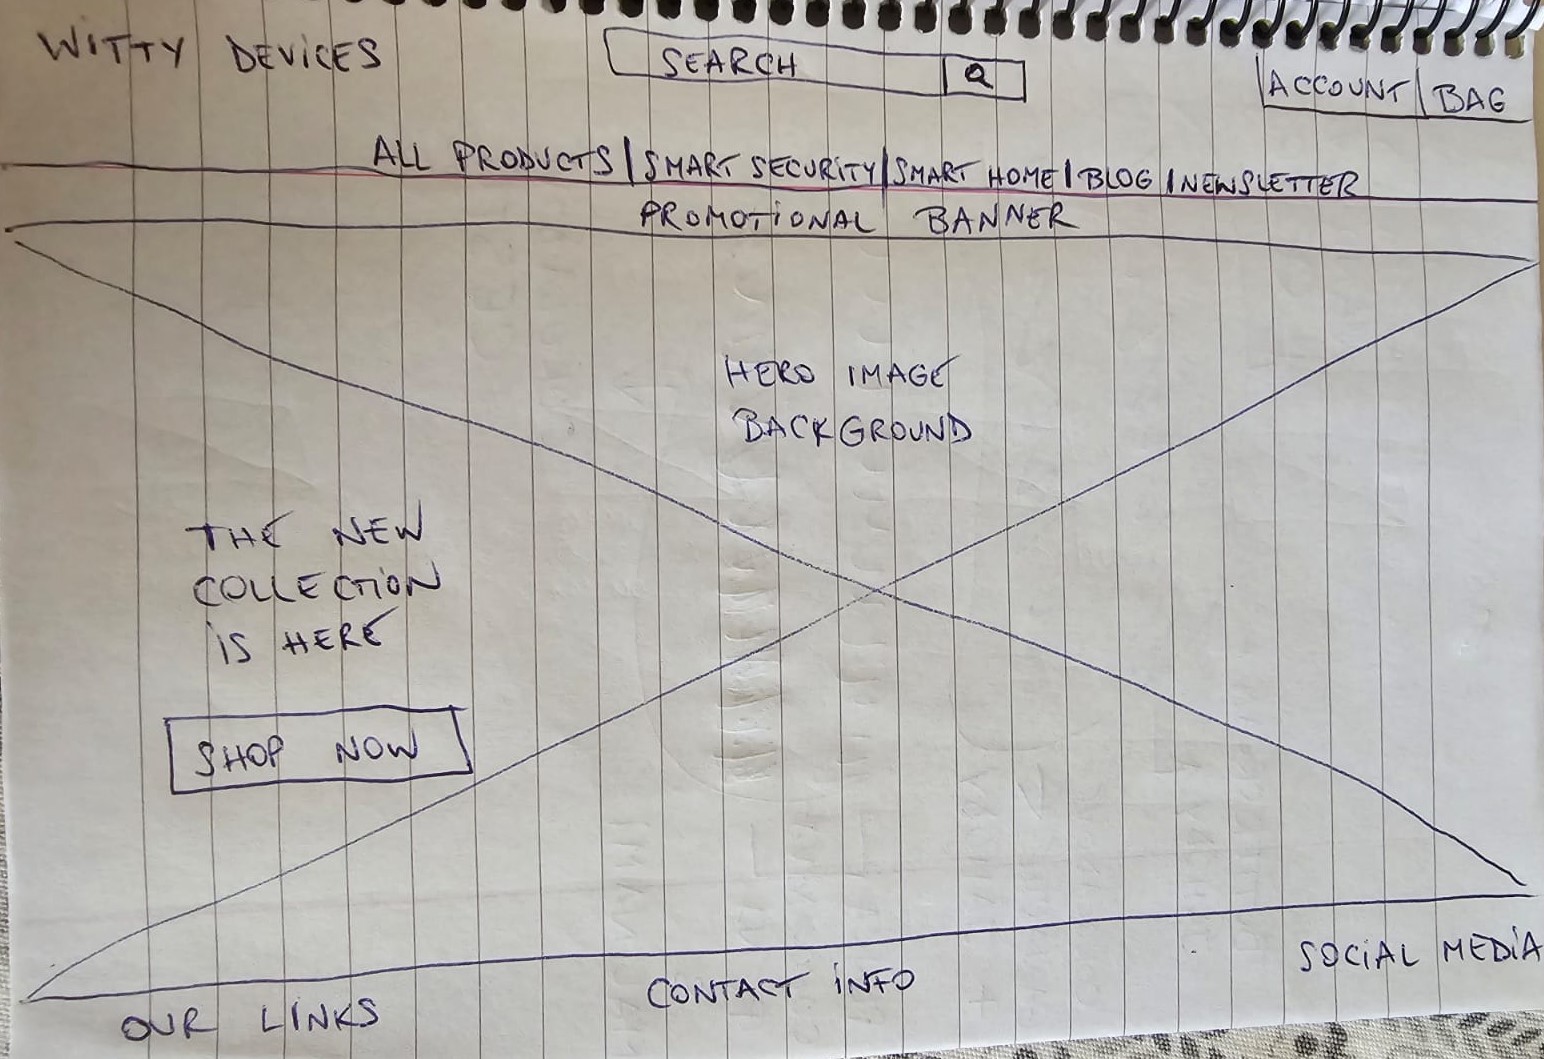 WITTY DEVICES
SEARCH
ACCOUNT | BAG
ALL PRODUCTS | SMART SECURITY | SMART HOME | BLOG | NEWSLETTER
PROMOTIONAL BANNER
HERO IMAGE
BACKGROUND
THE NEW
COLLECTION
IS HERE
SHOP NOW
OUR LINKS
CONTACT INFO
SOCIAL MEDIA